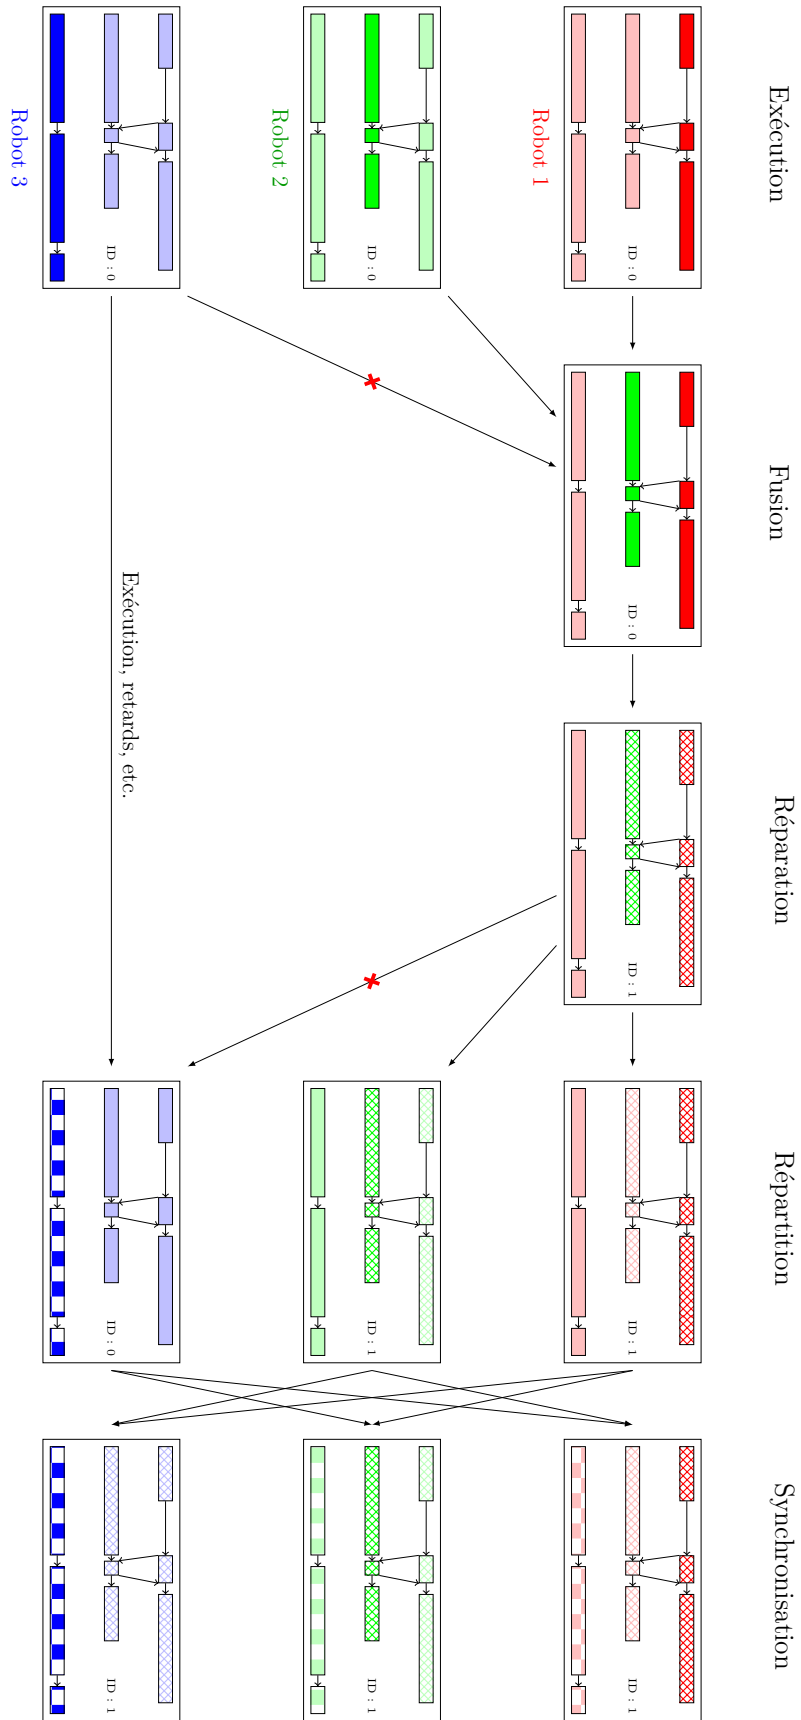 Exécution
Fusion
Réparation
Répartition
Synchronisation
ID : 0
ID : 0
ID : 1
ID : 1
ID : 1
Robot 1
ID : 0
ID : 1
ID : 1
Robot 2
Exécution, retards, etc.
ID : 0
ID : 0
ID : 1
Robot 3